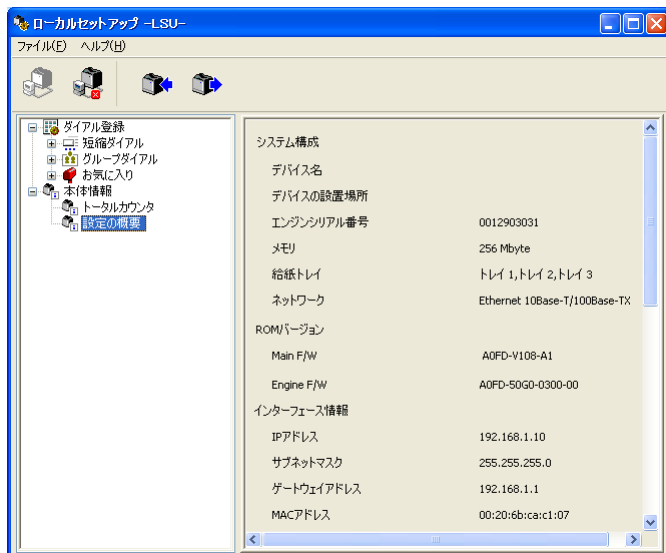 ローカルセットアップ -LSU-
ファイル(F) ヘルプ(H)
ダイアル登録
短縮ダイアル
グループダイアル
お気に入り
本体情報
トータルカウンタ
設定の概要
システム構成
デバイス名
デバイスの設置場所
エンジンシリアル番号 0012903031
メモリ 256 Mbyte
給紙トレイ トレイ 1,トレイ 2,トレイ 3
ネットワーク Ethernet 10Base-T/100Base-TX
ROMバージョン
Main F/W A0FD-V108-A1
Engine F/W A0FD-50G0-0300-00
インターフェース情報
IPアドレス 192.168.1.10
サブネットマスク 255.255.255.0
ゲートウェイアドレス 192.168.1.1
MACアドレス 00:20:6b:ca:c1:07